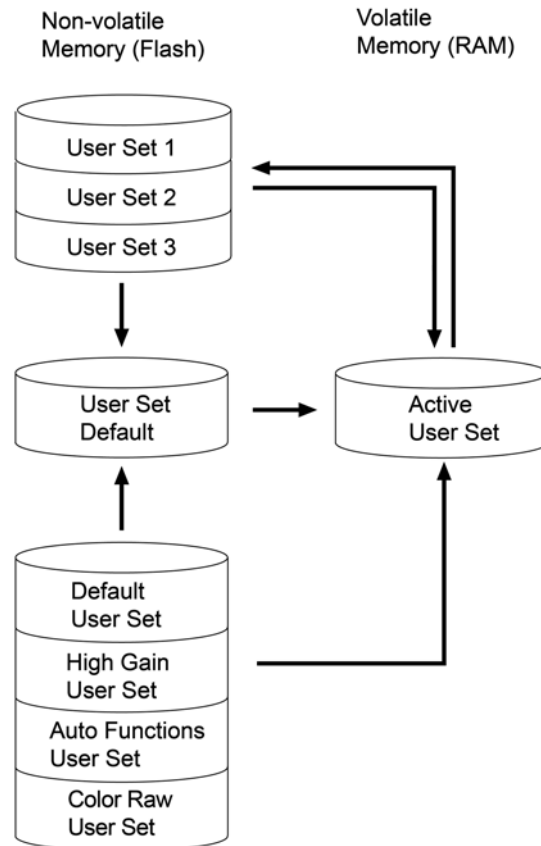 Non-volatile
Memory (Flash)
Volatile
Memory (RAM)
User Set 1
User Set 2
User Set 3
User Set
Default
Active
User Set
Default
User Set
High Gain
User Set
Auto Functions
User Set
Color Raw
User Set